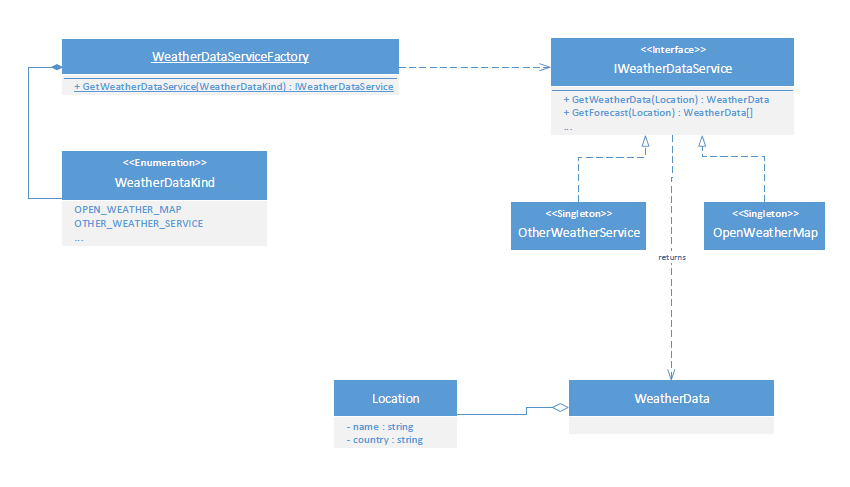 WeatherDataServiceFactory
+ GetWeatherDataService(WeatherDataKind) : IWeatherDataService
<<Interface>>
IWeatherDataService
+ GetWeatherData(Location) : WeatherData
+ GetForecast(Location) : WeatherData[]
...
<<Enumeration>>
WeatherDataKind
OPEN_WEATHER_MAP
OTHER_WEATHER_SERVICE
...
<<Singleton>>
OtherWeatherService
<<Singleton>>
OpenWeatherMap
returns
Location
- name : string
- country : string
WeatherData